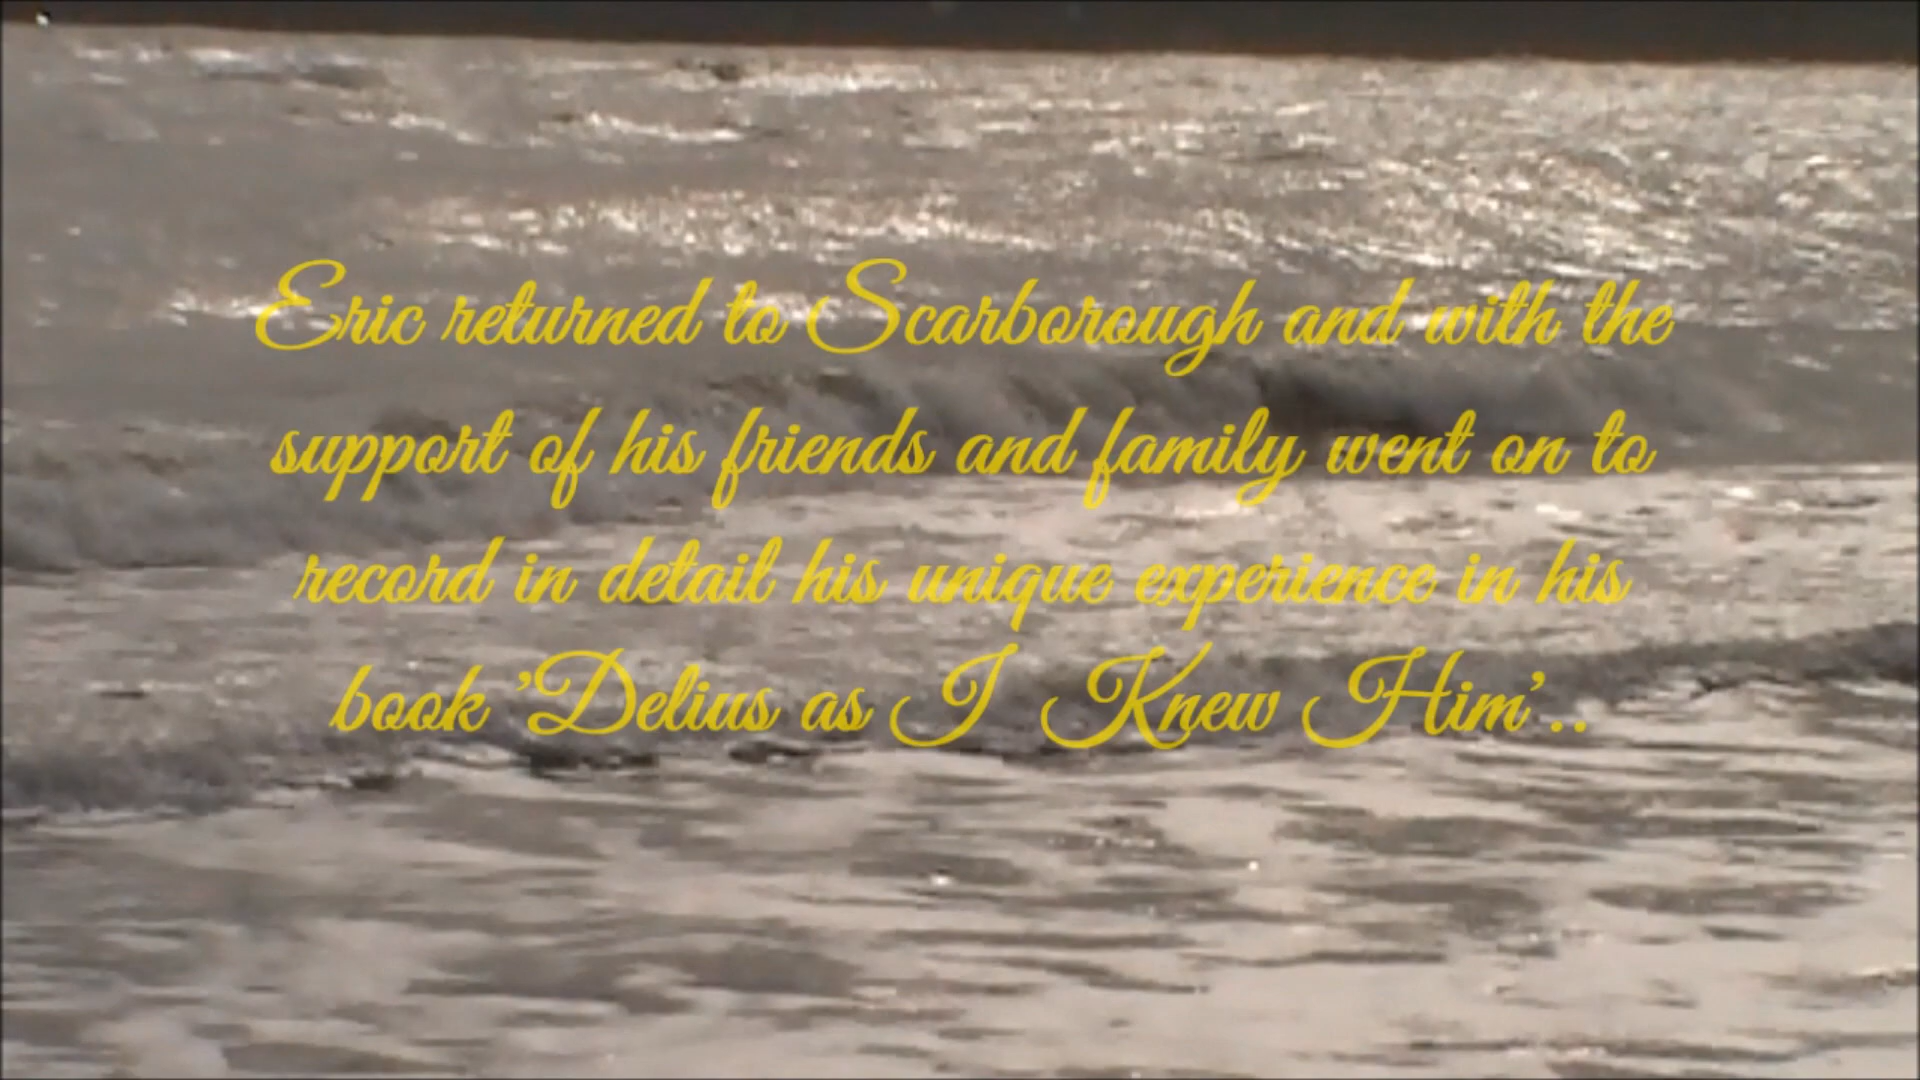 Eric returned to Scarborough and with the
support of his friends and family went on to
record in detail his unique experience in his
book 'Delius as I Knew Him'..